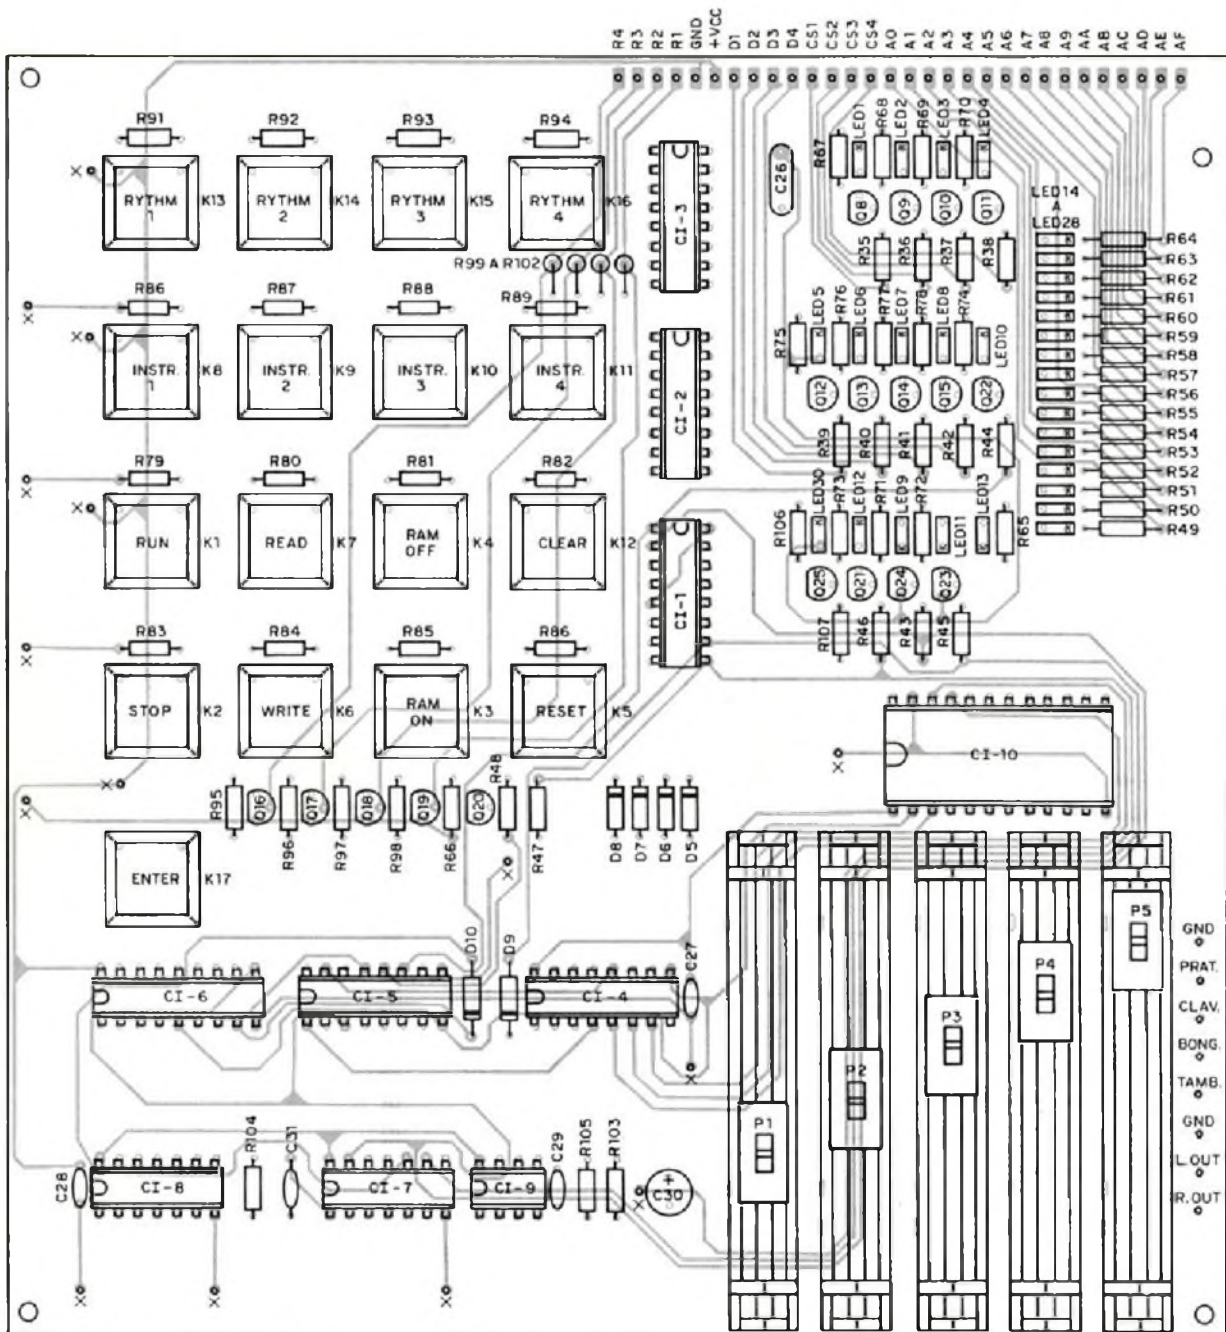 R4 R3 R2 R1 GND +VCC D1 D2 D3 D4 CS1 CS2 CS3 CS4 A0 A1 A2 A3 A4 A5 A6 A7 A8 A9 AA AB AC AD AE AF
R91 R92 R93 R94
RYTHM 1 K13 RYTHM 2 K14 RYTHM 3 K15 RYTHM 4 K16
CI-3
C26
R67 LED1 R68 LED2 R69 LED3 R70 LED4
Q8 Q9 Q10 Q11
LED14
A
LED28
R35 R36 R37 R38
R99 A R102
R86 R87 R88 R89
INSTR. 1 K8 INSTR. 2 K9 INSTR. 3 K10 INSTR. 4 K11
CI-2
R75 LED5 R76 LED6 R77 LED7 R78 LED8 R74 LED10
Q12 Q13 Q14 Q15 Q22
R39 R40 R41 R42 R44
R64
R63
R62
R61
R60
R59
R58
R57
R56
R55
R54
R53
R52
R51
R50
R49
R79 R80 R81 R82
RUN K1 READ K7 RAM OFF K4 CLEAR K12
CI-1
R106 LED30 R73 LED12 R71 LED9 R72 LED11 LED13 R65
Q25 Q21 Q24 Q23
R107 R46 R43 R45
R83 R84 R85 R86
STOP K2 WRITE K6 RAM ON K3 RESET K5
CI-10
X
R95 Q16 R96 Q17 R97 Q18 R98 Q19 R66 Q20 R48 R47
D8 D7 D6 D5
ENTER K17
D10 D9 C27
CI-6 CI-5 CI-4
P1 P2 P3 P4 P5
GND
PRAT.
CLAV.
BONG.
TAMB.
GND
L.OUT
R.OUT
C28 CI-8 R104 C31 CI-7 CI-9 C29 R105 R103 + C30
X X X